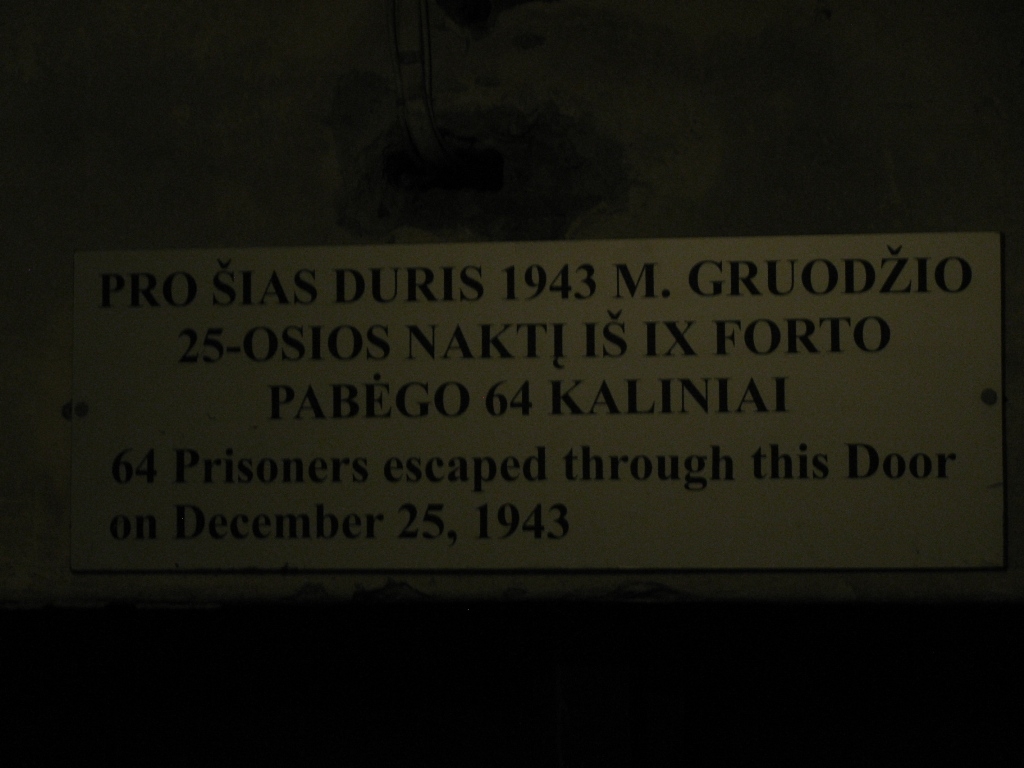 PRO ŠIAS DURIS 1943 M. GRUODŽIO
25-OSIOS NAKTĮ IŠ IX FORTO
PABĖGO 64 KALINIAI
64 Prisoners escaped through this Door
on December 25, 1943